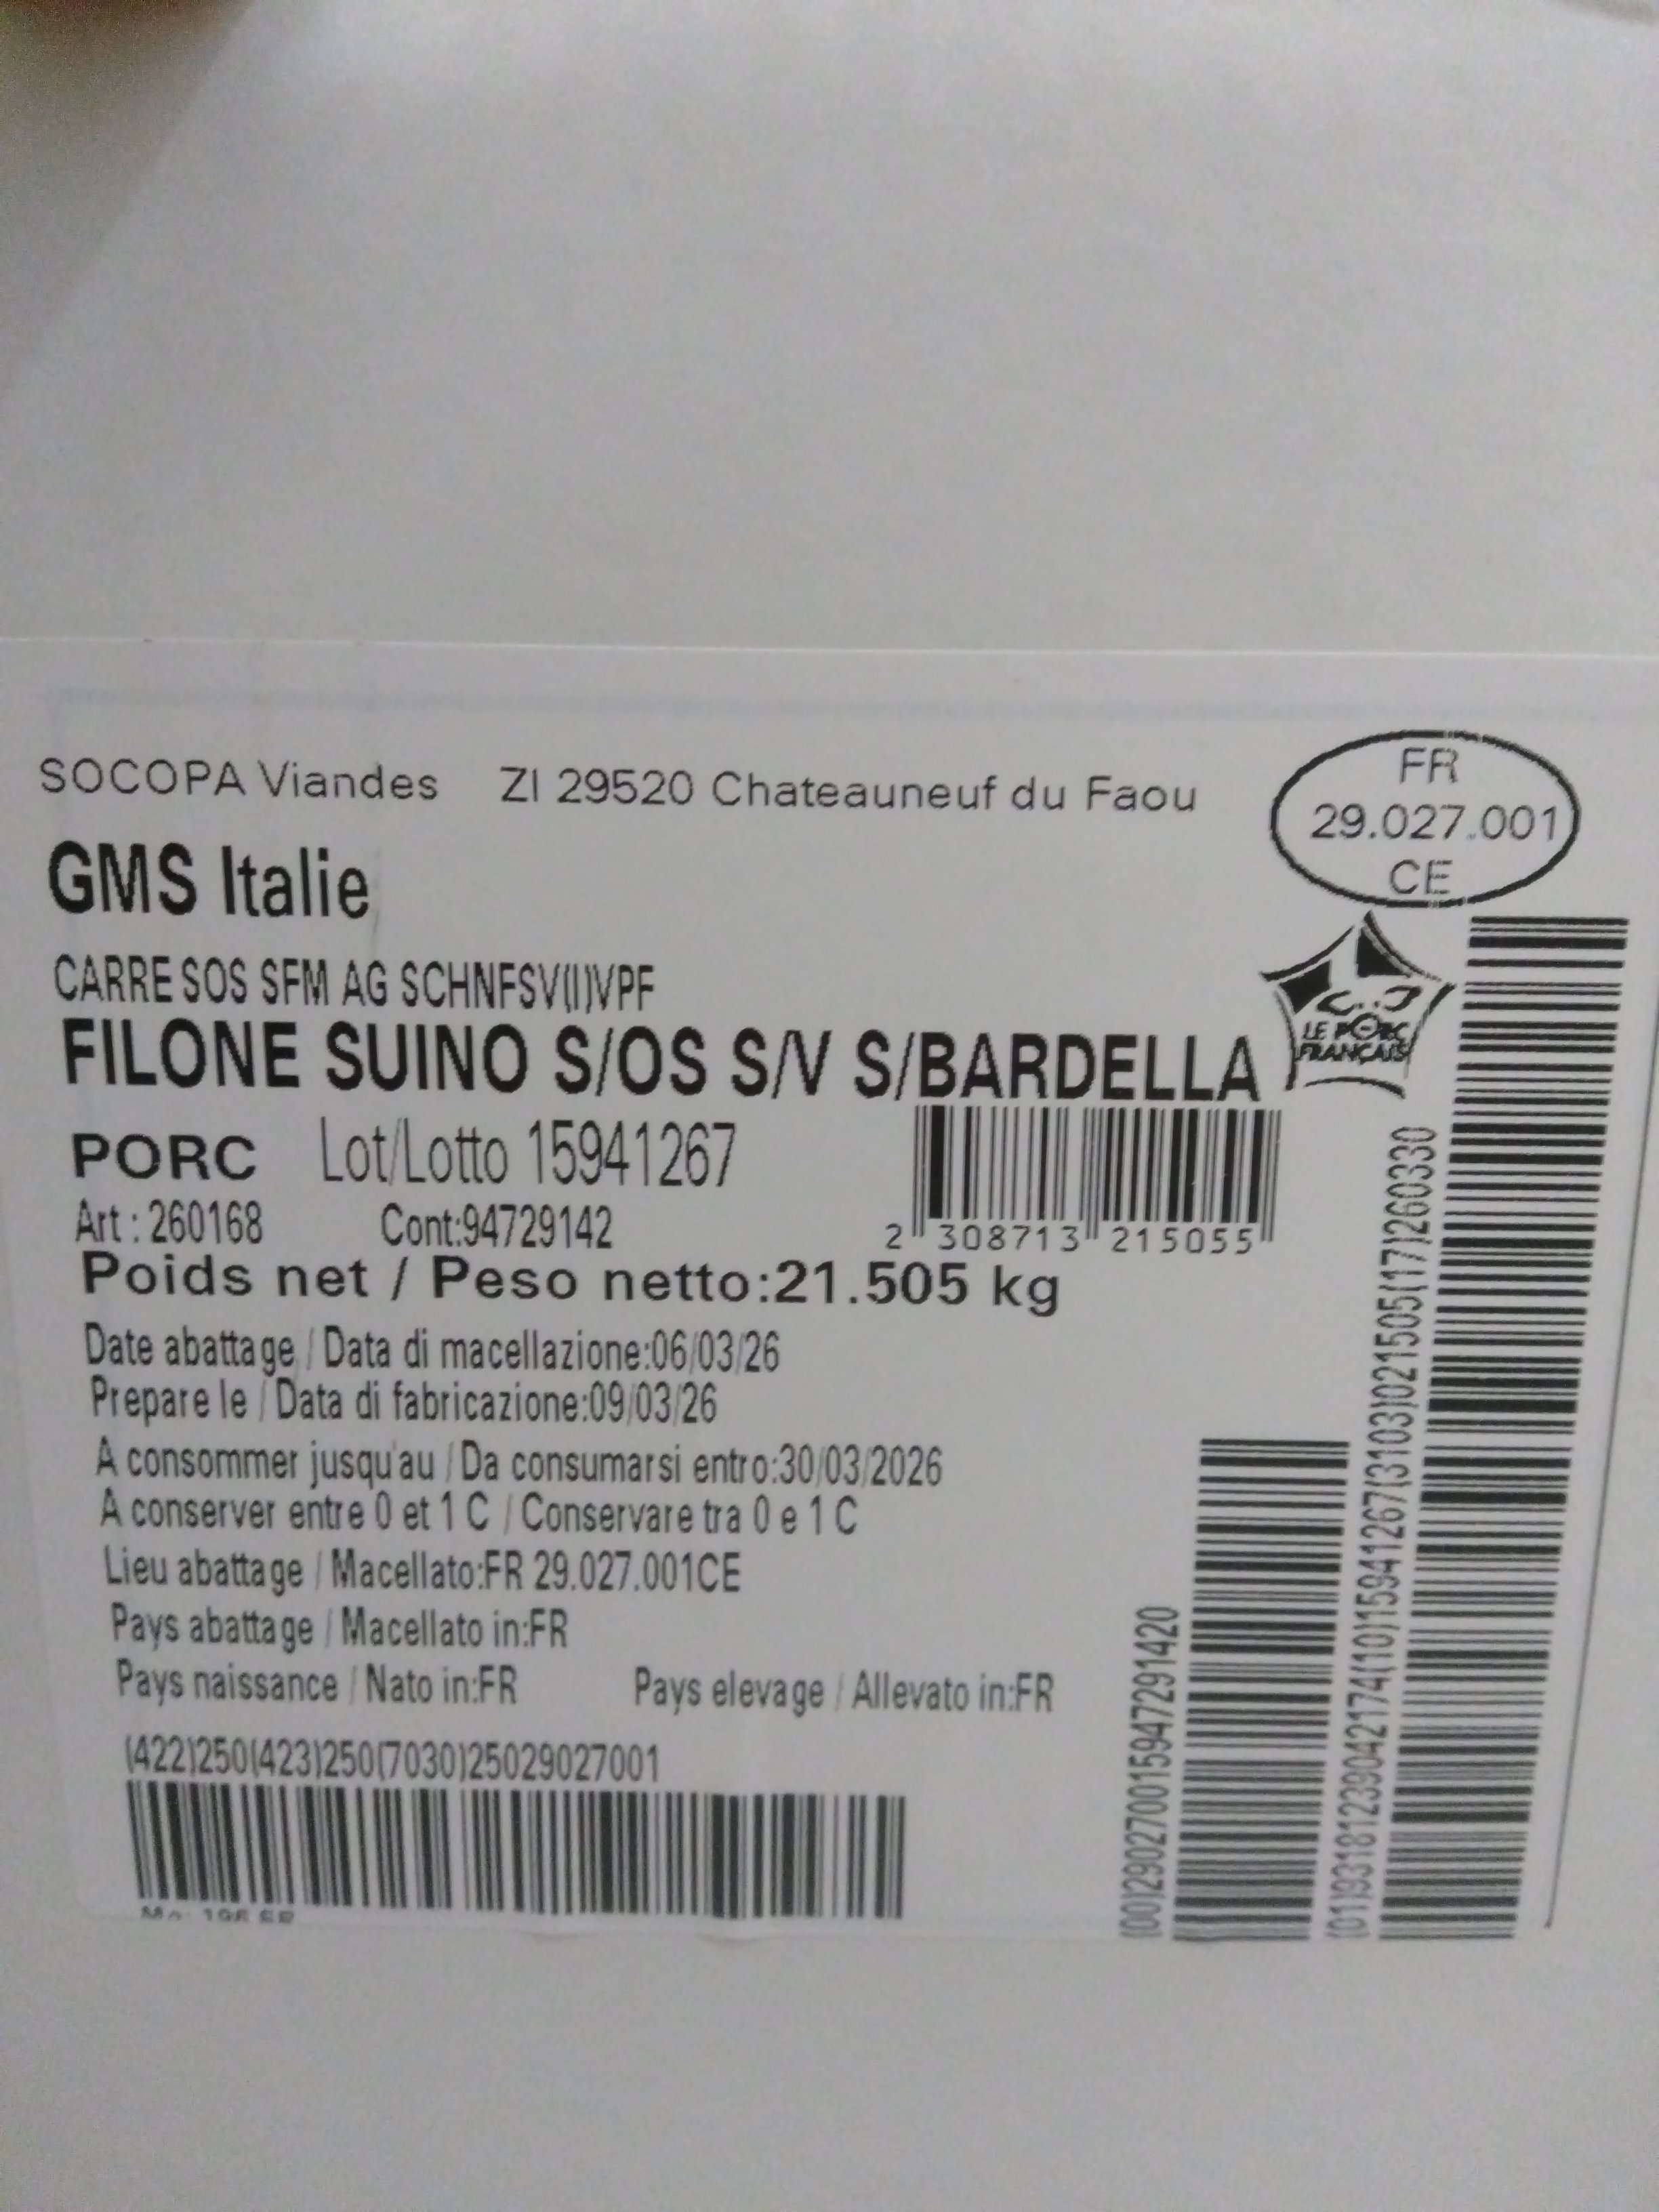 SOCOPA Viandes ZI 29520 Chateauneuf du Faou
FR
29.027.001
CE
GMS Italie
CARRE SOS SFM AG SCHNFSV(I)VPF
FILONE SUINO S/OS S/V S/BARDELLA
LE PORC
FRANÇAIS
PORC Lot/Lotto 15941267
Art : 260168 Cont:94729142
2 308713 215055
Poids net / Peso netto:21.505 kg
Date abattage / Data di macellazione:06/03/26
Prepare le / Data di fabricazione:09/03/26
A consommer jusqu'au / Da consumarsi entro:30/03/2026
A conserver entre 0 et 1 C / Conservare tra 0 e 1 C
Lieu abattage / Macellato:FR 29.027.001CE
Pays abattage / Macellato in:FR
Pays naissance / Nato in:FR Pays elevage / Allevato in:FR
(422)250(423)250(7030)25029027001
(00)290270015947291420
(01)93181239042174(10)15941267(3103)021505(17)260330